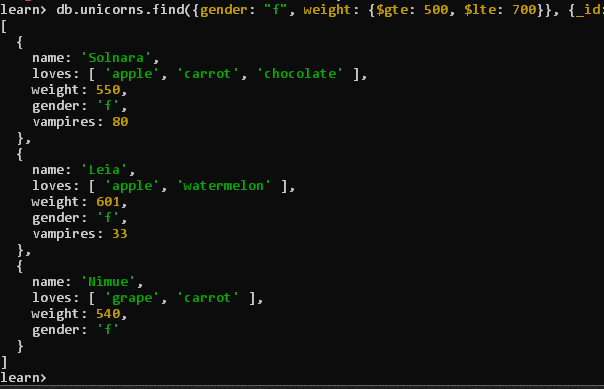 learn> db.unicorns.find({gender: "f", weight: {$gte: 500, $lte: 700}}, {_id:
[
  {
    name: 'Solnara',
    loves: [ 'apple', 'carrot', 'chocolate' ],
    weight: 550,
    gender: 'f',
    vampires: 80
  },
  {
    name: 'Leia',
    loves: [ 'apple', 'watermelon' ],
    weight: 601,
    gender: 'f',
    vampires: 33
  },
  {
    name: 'Nimue',
    loves: [ 'grape', 'carrot' ],
    weight: 540,
    gender: 'f'
  }
]
learn>